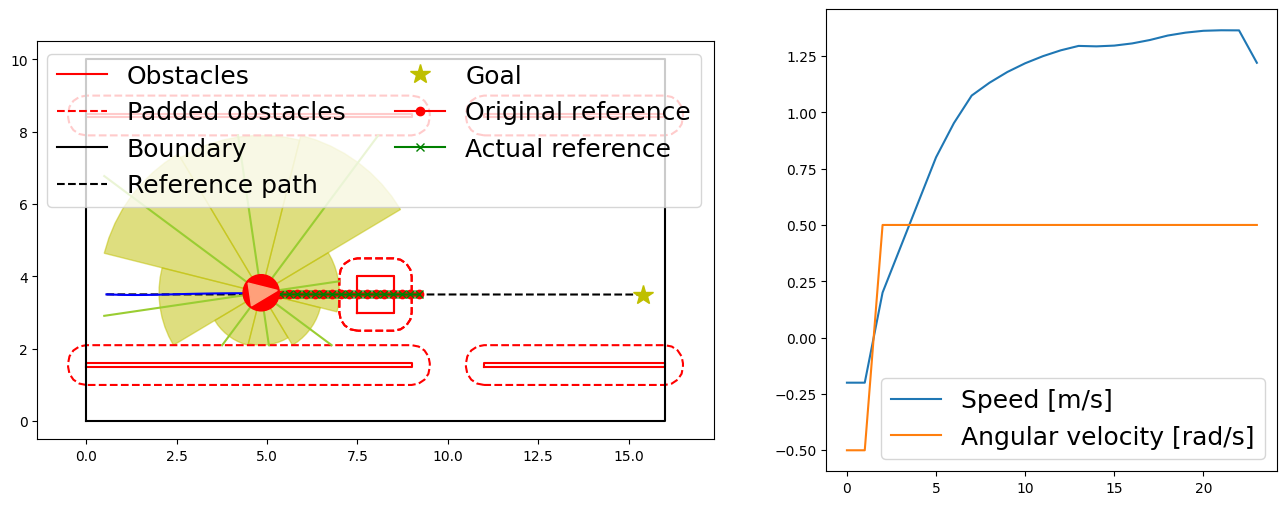 Obstacles
Padded obstacles
Boundary
Reference path
Goal
Original reference
Actual reference
10
8
6
4
2
0
0.0 2.5 5.0 7.5 10.0 12.5 15.0
1.25
1.00
0.75
0.50
0.25
0.00
−0.25
−0.50
Speed [m/s]
Angular velocity [rad/s]
0 5 10 15 20